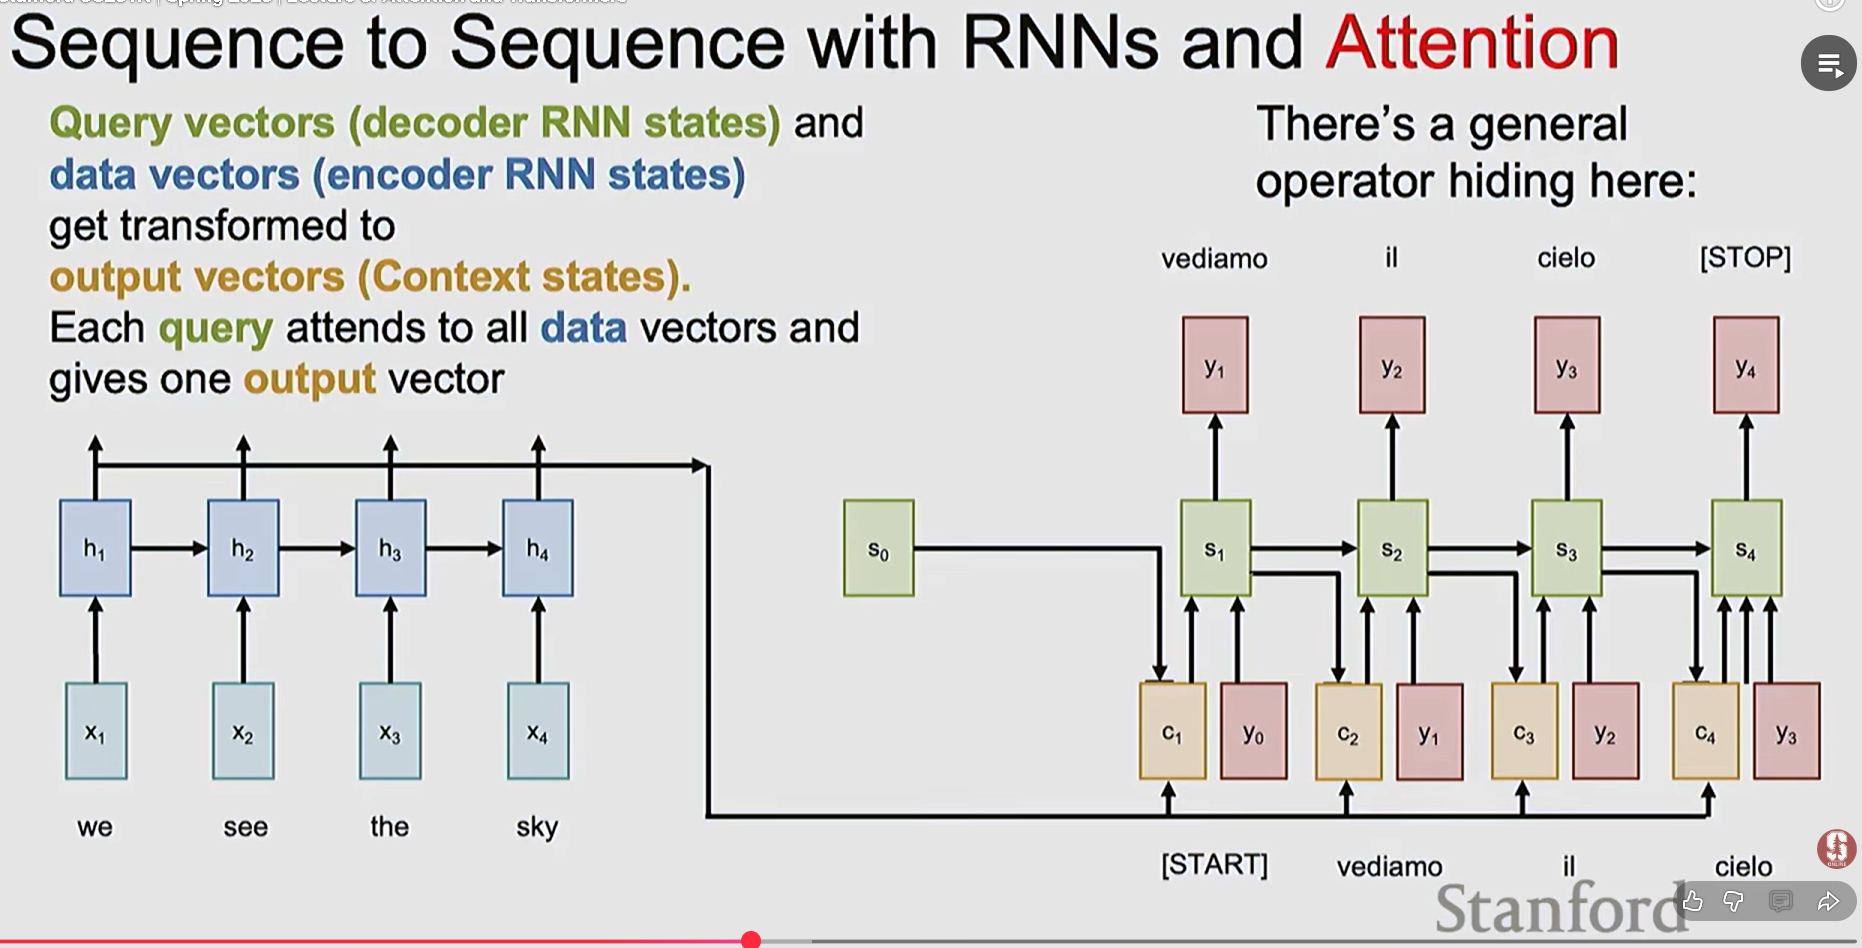 Sequence to Sequence with RNNs and Attention
Query vectors (decoder RNN states) and
data vectors (encoder RNN states)
get transformed to
output vectors (Context states).
Each query attends to all data vectors and
gives one output vector
There's a general
operator hiding here:
vediamo il cielo [STOP]
y₁ y₂ y₃ y₄
h₁ h₂ h₃ h₄ s₀ s₁ s₂ s₃ s₄
x₁ x₂ x₃ x₄ c₁ y₀ c₂ y₁ c₃ y₂ c₄ y₃
we see the sky
[START] vediamo il cielo
Stanford